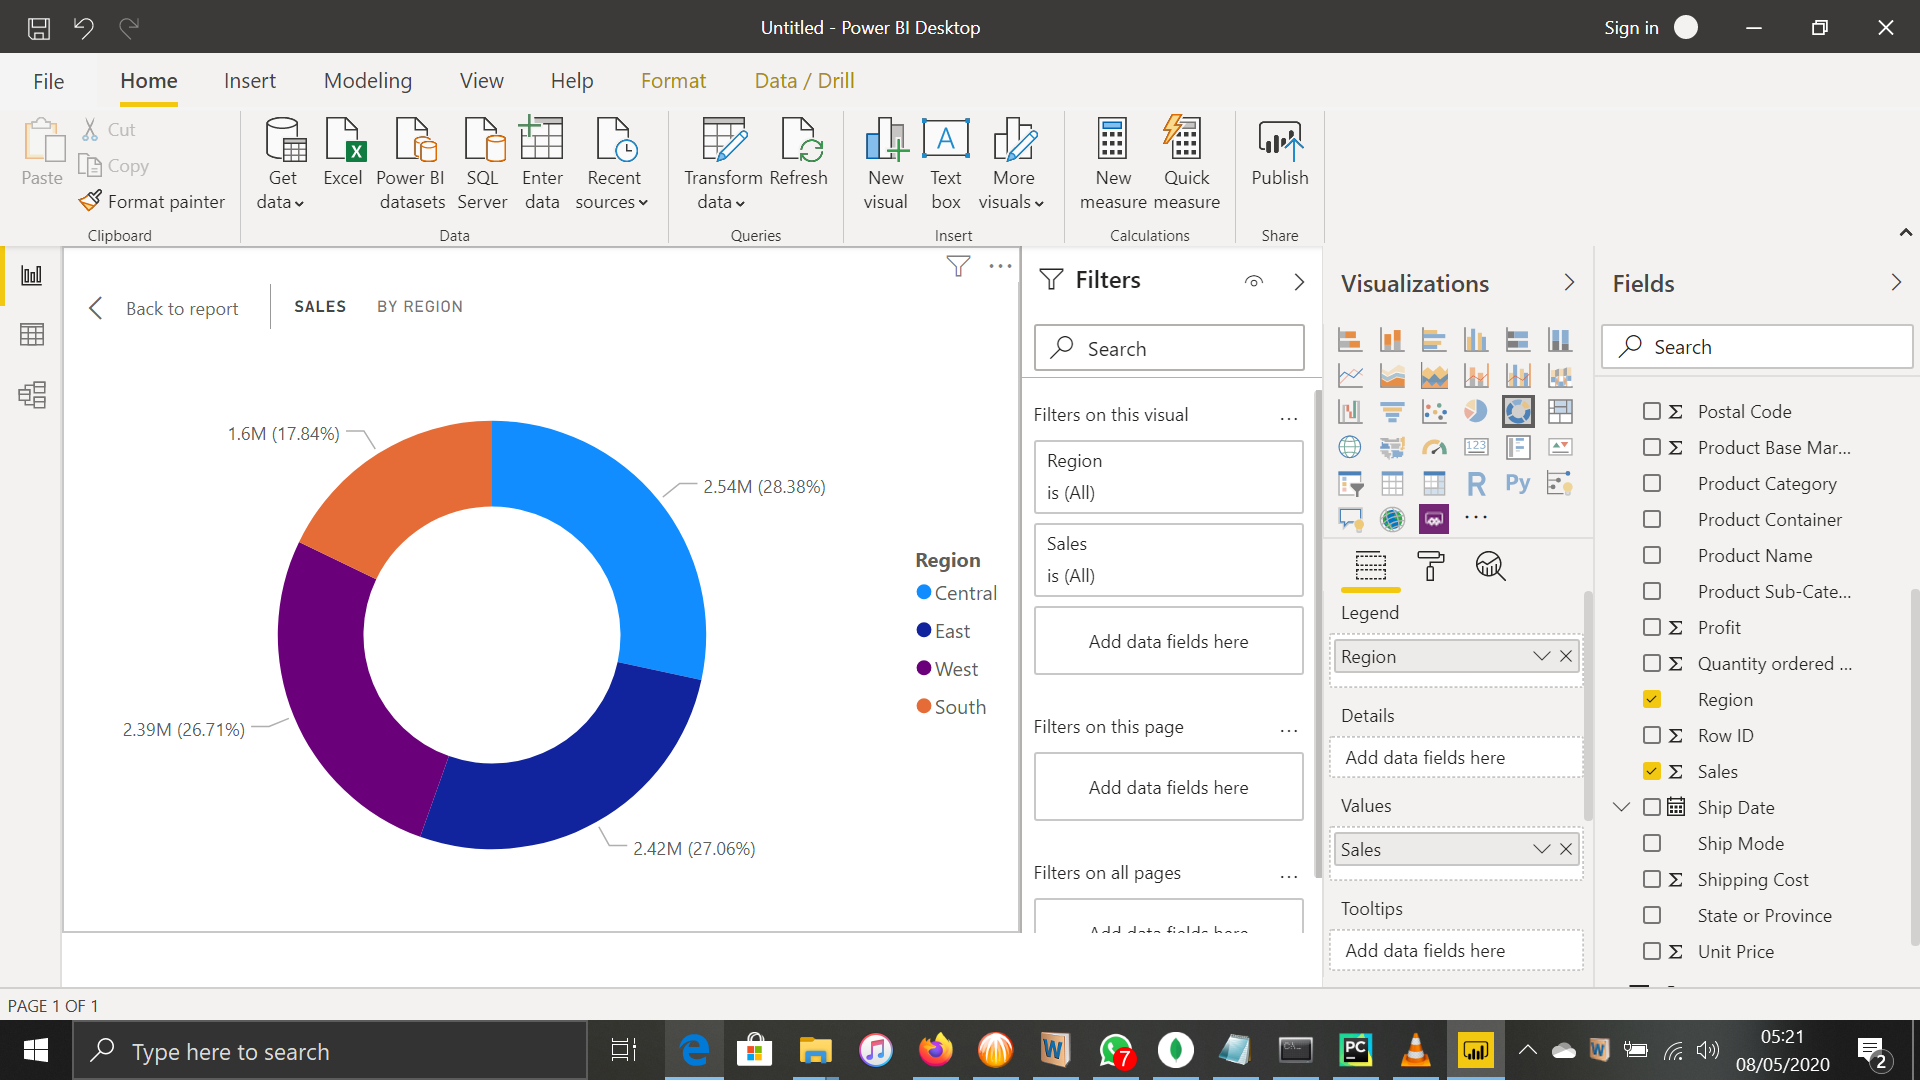 Untitled - Power BI Desktop
Sign in
File
Home
Insert
Modeling
View
Help
Format
Data / Drill
Paste
Cut
Copy
Format painter
Clipboard
Get
data
Excel
Power BI
datasets
SQL
Server
Enter
data
Recent
sources
Data
Transform
data
Refresh
Queries
New
visual
A
Text
box
More
visuals
Insert
New
measure
Quick
measure
Calculations
Publish
Share
Back to report
SALES
BY REGION
1.6M (17.84%)
2.54M (28.38%)
2.39M (26.71%)
2.42M (27.06%)
Region
Central
East
West
South
Filters
Search
Filters on this visual
...
Region
is (All)
Sales
is (All)
Add data fields here
Filters on this page
...
Add data fields here
Filters on all pages
...
Add data fields here
Visualizations
123
R
Py
...
Legend
Region
Details
Add data fields here
Values
Sales
Tooltips
Add data fields here
Fields
Search
Σ Postal Code
Σ Product Base Mar...
Product Category
Product Container
Product Name
Product Sub-Cate...
Σ Profit
Σ Quantity ordered ...
Region
Σ Row ID
Σ Sales
Ship Date
Ship Mode
Σ Shipping Cost
State or Province
Σ Unit Price
PAGE 1 OF 1
Type here to search
W
7
PC
W
05:21
08/05/2020
2